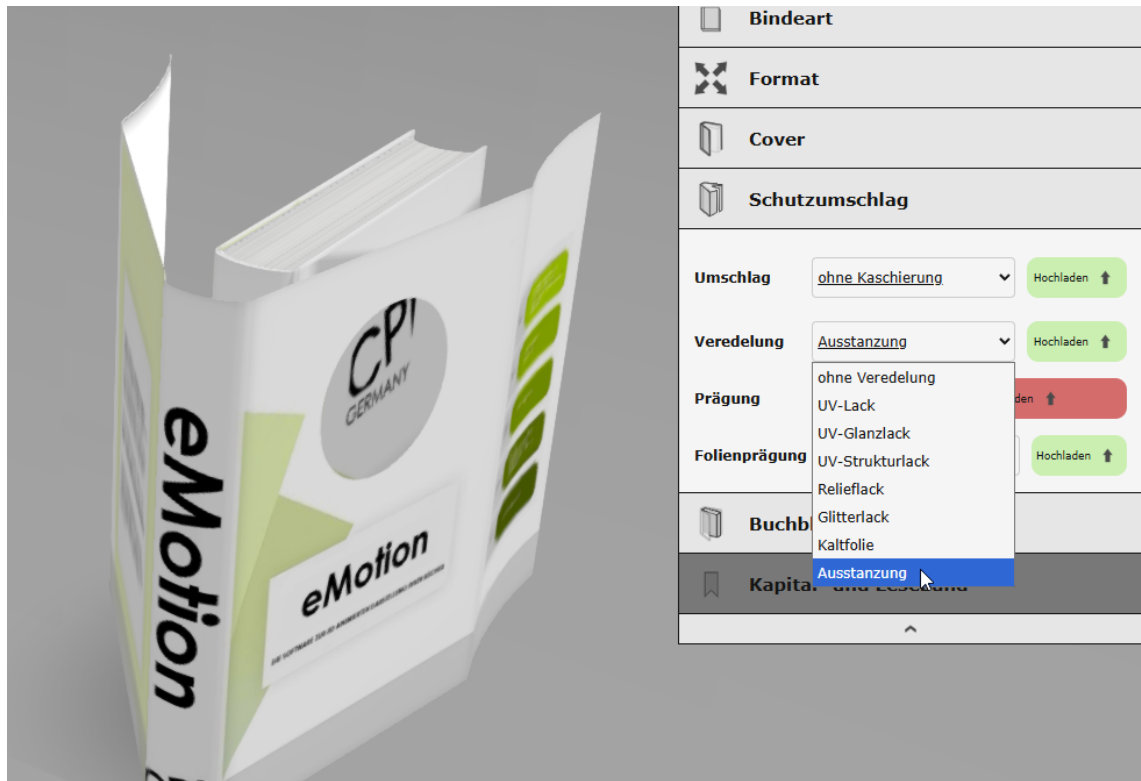 Bindeart
Format
Cover
Schutzumschlag
Umschlag ohne Kaschierung Hochladen
Veredelung Ausstanzung Hochladen
ohne Veredelung
UV-Lack
UV-Glanzlack
UV-Strukturlack
Relieflack
Glitterlack
Kaltfolie
Ausstanzung
Prägung
Folienprägung Hochladen
CPI
GERMANY
eMotion
eMotion